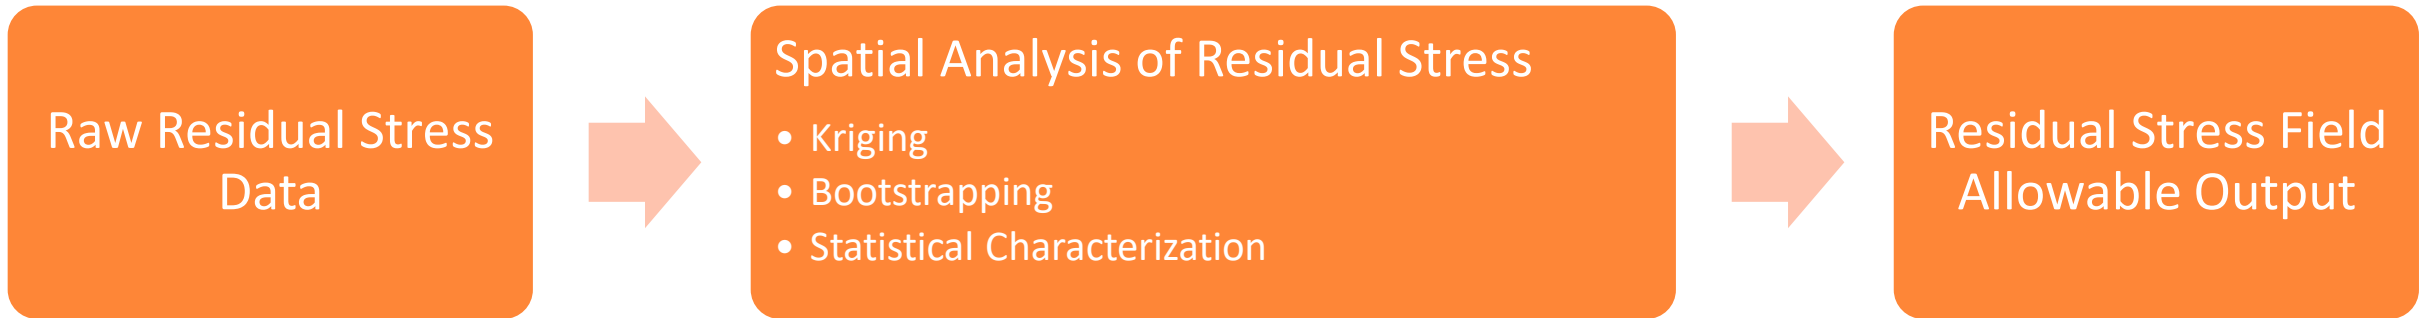 Raw Residual Stress
Data
Spatial Analysis of Residual Stress
• Kriging
• Bootstrapping
• Statistical Characterization
Residual Stress Field
Allowable Output